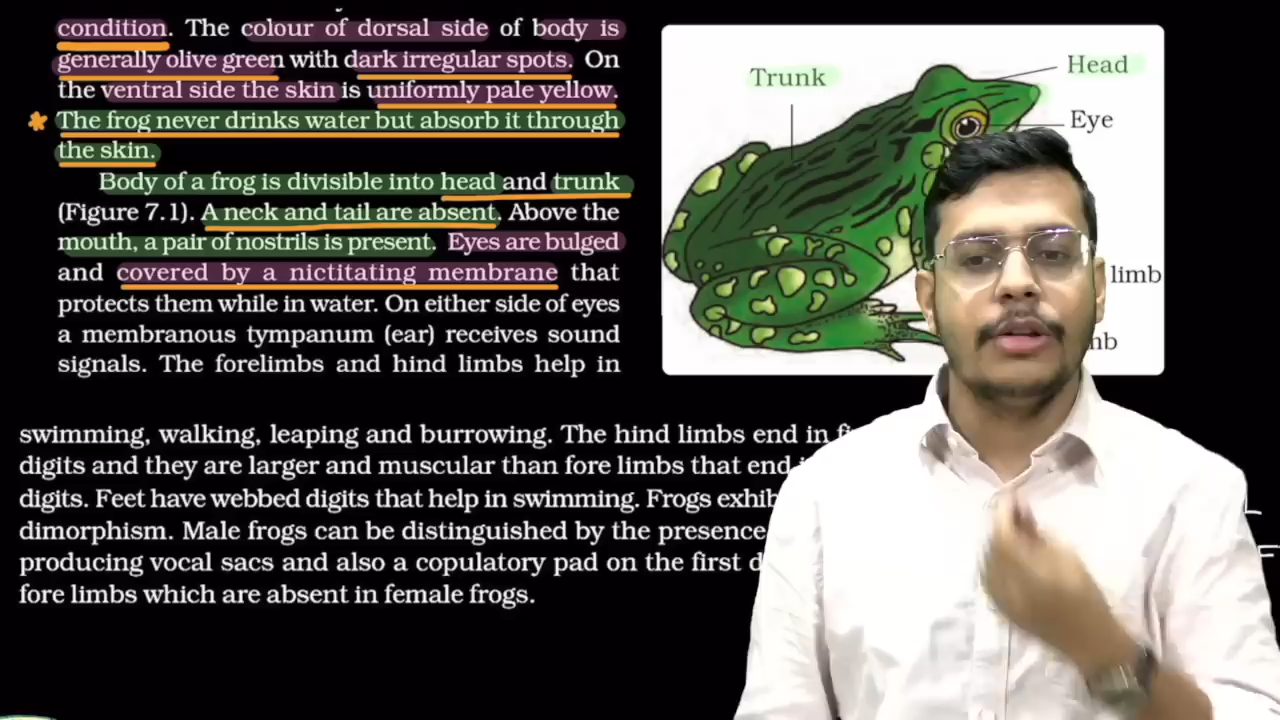 condition. The colour of dorsal side of body is
generally olive green with dark irregular spots. On
the ventral side the skin is uniformly pale yellow.
The frog never drinks water but absorb it through
the skin.
Body of a frog is divisible into head and trunk
(Figure 7.1). A neck and tail are absent. Above the
mouth, a pair of nostrils is present. Eyes are bulged
and covered by a nictitating membrane that
protects them while in water. On either side of eyes
a membranous tympanum (ear) receives sound
signals. The forelimbs and hind limbs help in
Trunk
Head
Eye
limb
swimming, walking, leaping and burrowing. The hind limbs end in
digits and they are larger and muscular than fore limbs that end
digits. Feet have webbed digits that help in swimming. Frogs
dimorphism. Male frogs can be distinguished by the presence
producing vocal sacs and also a copulatory pad on the first
fore limbs which are absent in female frogs.